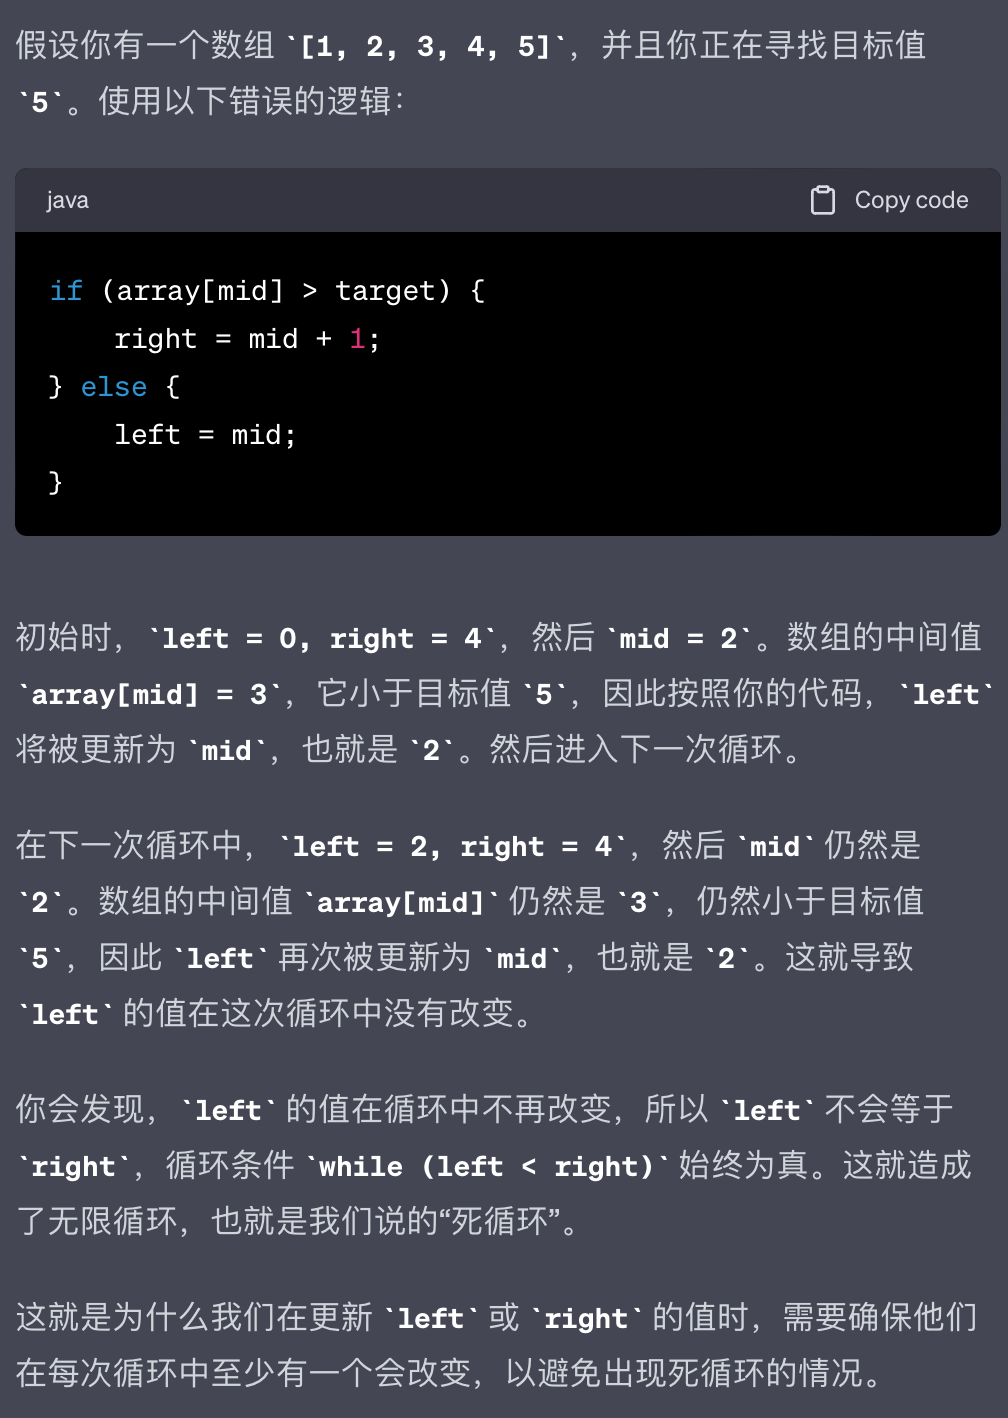 假设你有一个数组 `[1, 2, 3, 4, 5]`，并且你正在寻找目标值
`5`。使用以下错误的逻辑：
java
Copy code
if (array[mid] > target) {
    right = mid + 1;
} else {
    left = mid;
}
初始时，`left = 0, right = 4`，然后 `mid = 2`。数组的中间值
`array[mid] = 3`，它小于目标值 `5`，因此按照你的代码，`left`
将被更新为 `mid`，也就是 `2`。然后进入下一次循环。
在下一次循环中，`left = 2, right = 4`，然后 `mid` 仍然是
`2`。数组的中间值 `array[mid]` 仍然是 `3`，仍然小于目标值
`5`，因此 `left` 再次被更新为 `mid`，也就是 `2`。这就导致
`left` 的值在这次循环中没有改变。
你会发现，`left` 的值在循环中不再改变，所以 `left` 不会等于
`right`，循环条件 `while (left < right)` 始终为真。这就造成
了无限循环，也就是我们说的“死循环”。
这就是为什么我们在更新 `left` 或 `right` 的值时，需要确保他们
在每次循环中至少有一个会改变，以避免出现死循环的情况。